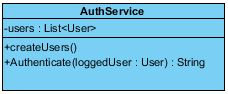 AuthService
-users : List<User>
+createUsers()
+Authenticate(loggedUser : User) : String